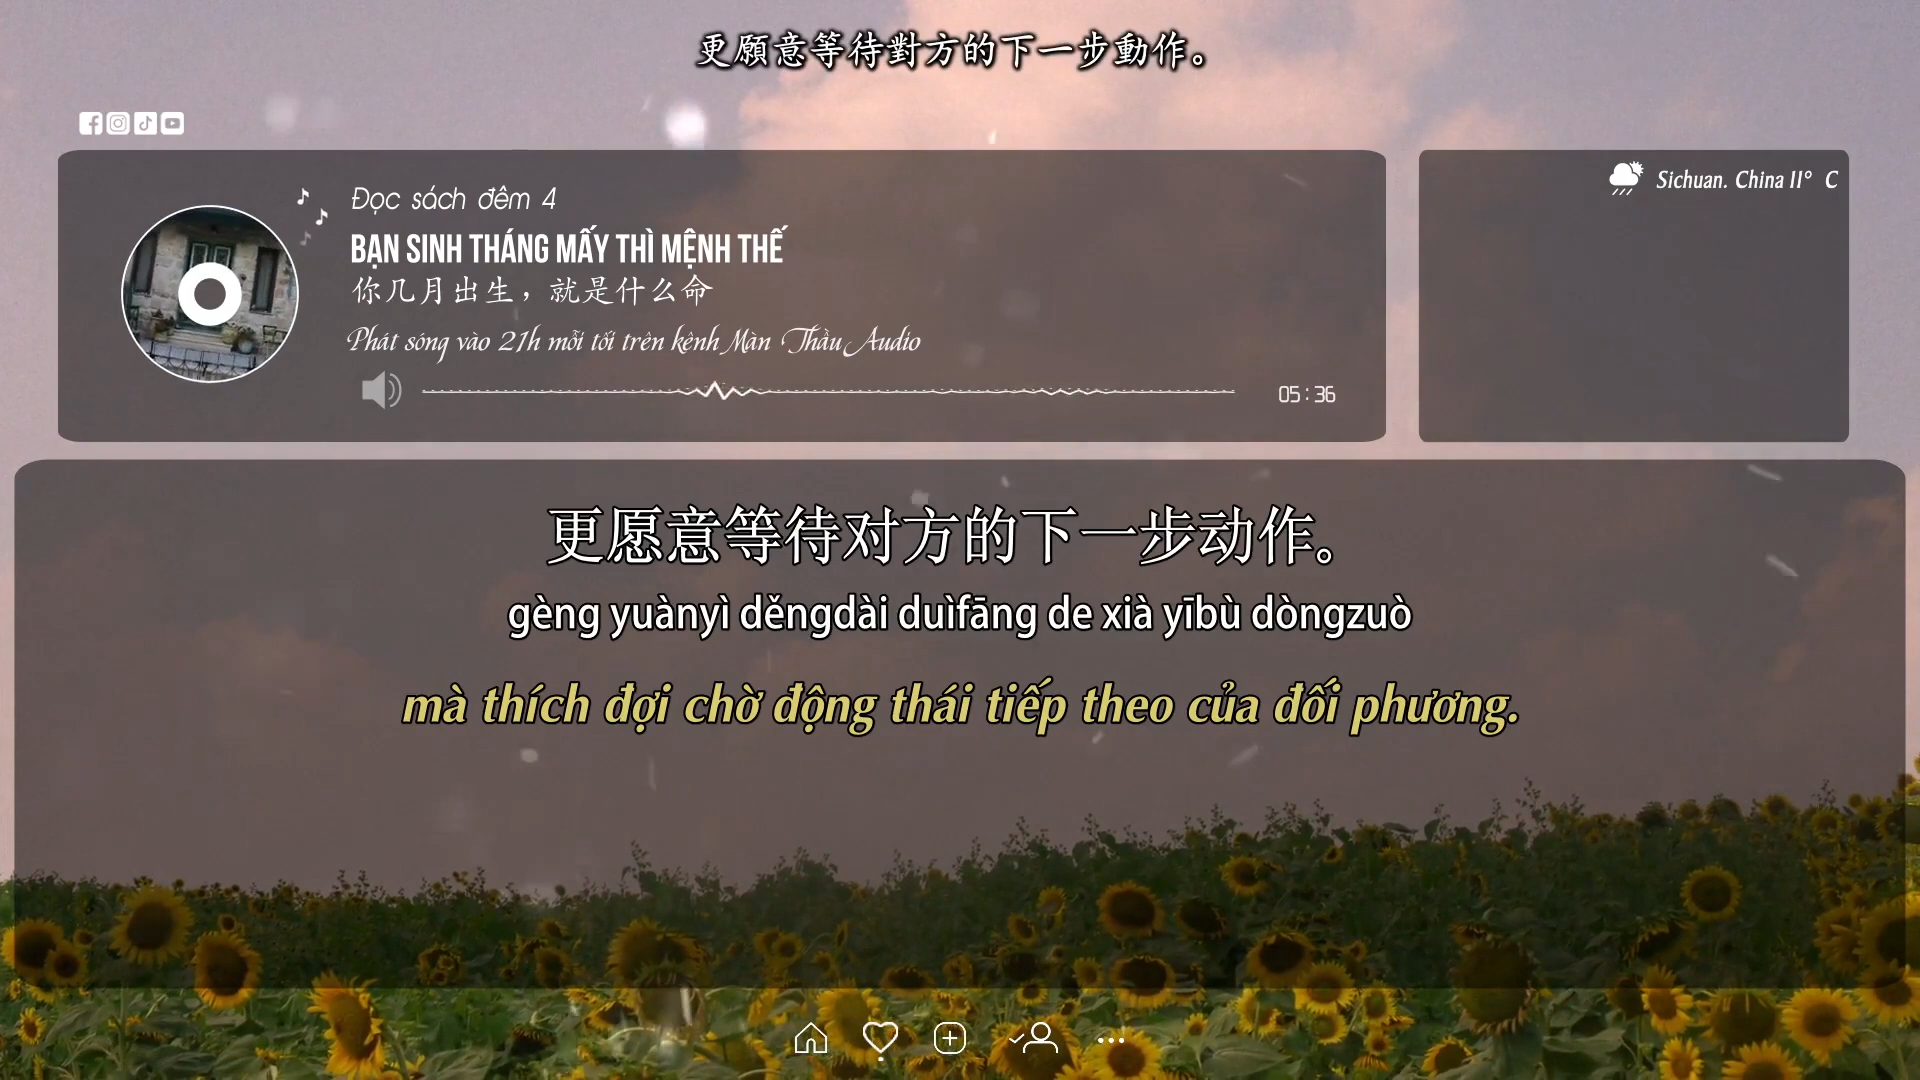 更願意等待對方的下一步動作。
Đọc sách đêm 4
BẠN SINH THÁNG MẤY THÌ MỆNH THẾ
你几月出生，就是什么命
Phát sóng vào 21h mỗi tối trên kênh Màn Thầu Audio
05:36
Sichuan. China 11° C
更愿意等待对方的下一步动作。
gèng yuànyì děngdài duìfāng de xià yībù dòngzuò
mà thích đợi chờ động thái tiếp theo của đối phương.